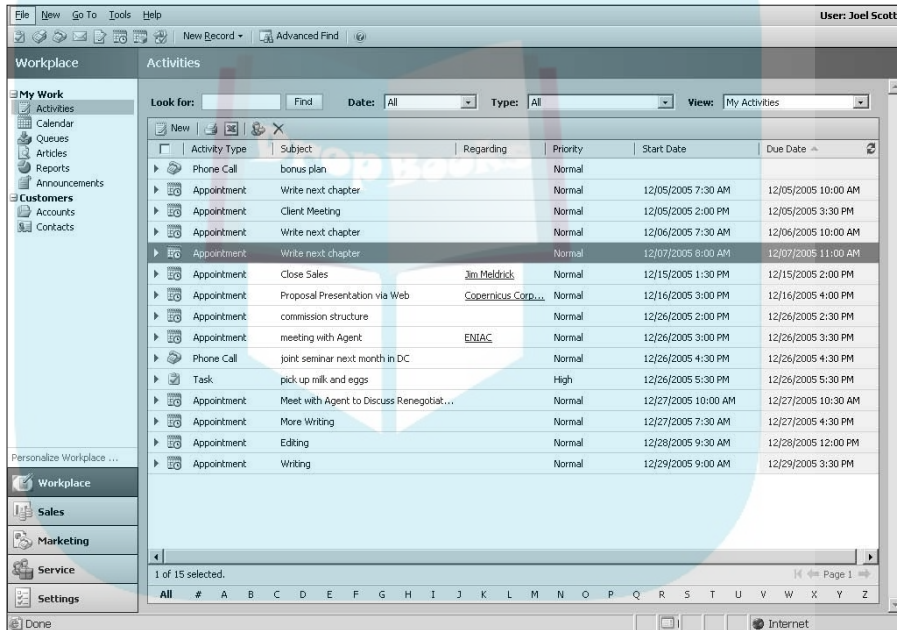 File New Go To Tools Help User: Joel Scott
New Record Advanced Find
Workplace Activities
My Work
Activities
Calendar
Queues
Articles
Reports
Announcements
Customers
Accounts
Contacts
Personalize Workplace ...
Workplace
Sales
Marketing
Service
Settings
Look for: Find Date: All Type: All View: My Activities
New
Drop Books
Activity Type Subject Regarding Priority Start Date Due Date
Phone Call bonus plan Normal
Appointment Write next chapter Normal 12/05/2005 7:30 AM 12/05/2005 10:00 AM
Appointment Client Meeting Normal 12/05/2005 2:00 PM 12/05/2005 3:30 PM
Appointment Write next chapter Normal 12/06/2005 7:30 AM 12/06/2005 10:00 AM
Appointment Write next chapter Normal 12/07/2005 8:00 AM 12/07/2005 11:00 AM
Appointment Close Sales Jim Meldrick Normal 12/15/2005 1:30 PM 12/15/2005 2:00 PM
Appointment Proposal Presentation via Web Copernicus Corp... Normal 12/16/2005 3:00 PM 12/16/2005 4:00 PM
Appointment commission structure Normal 12/26/2005 2:00 PM 12/26/2005 2:30 PM
Appointment meeting with Agent ENIAC Normal 12/26/2005 3:00 PM 12/26/2005 3:30 PM
Phone Call joint seminar next month in DC Normal 12/26/2005 4:30 PM 12/26/2005 4:30 PM
Task pick up milk and eggs High 12/26/2005 5:30 PM 12/26/2005 5:30 PM
Appointment Meet with Agent to Discuss Renegotiat... Normal 12/27/2005 10:00 AM 12/27/2005 10:30 AM
Appointment More Writing Normal 12/27/2005 7:30 AM 12/27/2005 4:30 PM
Appointment Editing Normal 12/28/2005 9:30 AM 12/28/2005 12:00 PM
Appointment Writing Normal 12/29/2005 9:00 AM 12/29/2005 3:30 PM
1 of 15 selected. Page 1
All # A B C D E F G H I J K L M N O P Q R S T U V W X Y Z
Done Internet